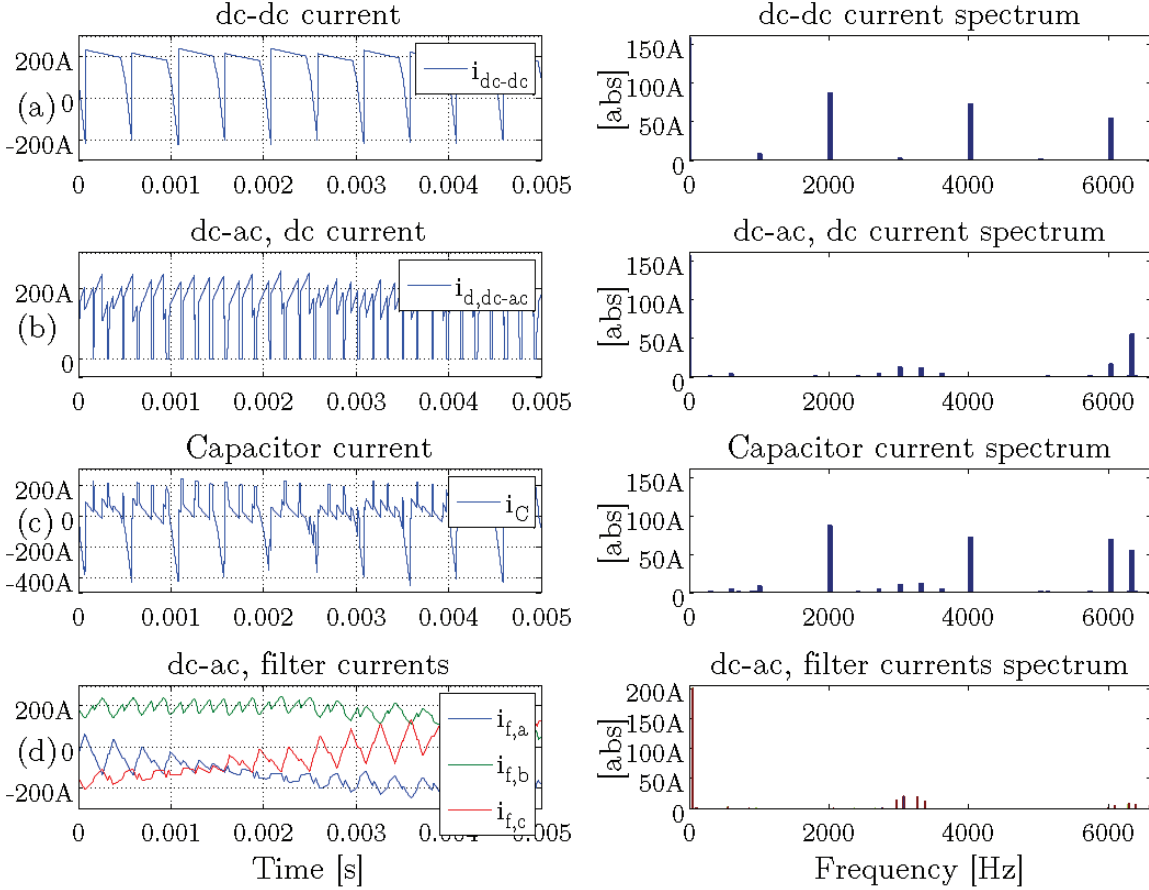 dc-dc current
200A
0
-200A
(a)
i_dc-dc
0 0.001 0.002 0.003 0.004 0.005
dc-dc current spectrum
150A
100A
50A
0
[abs]
0 2000 4000 6000
dc-ac, dc current
200A
0
(b)
i_d,dc-ac
0 0.001 0.002 0.003 0.004 0.005
dc-ac, dc current spectrum
150A
100A
50A
0
[abs]
0 2000 4000 6000
Capacitor current
200A
0
-200A
-400A
(c)
i_C
0 0.001 0.002 0.003 0.004 0.005
Capacitor current spectrum
150A
100A
50A
0
[abs]
0 2000 4000 6000
dc-ac, filter currents
200A
0
-200A
(d)
i_f,a
i_f,b
i_f,c
0 0.001 0.002 0.003 0.004 0.005
Time [s]
dc-ac, filter currents spectrum
200A
150A
100A
50A
0
[abs]
0 2000 4000 6000
Frequency [Hz]